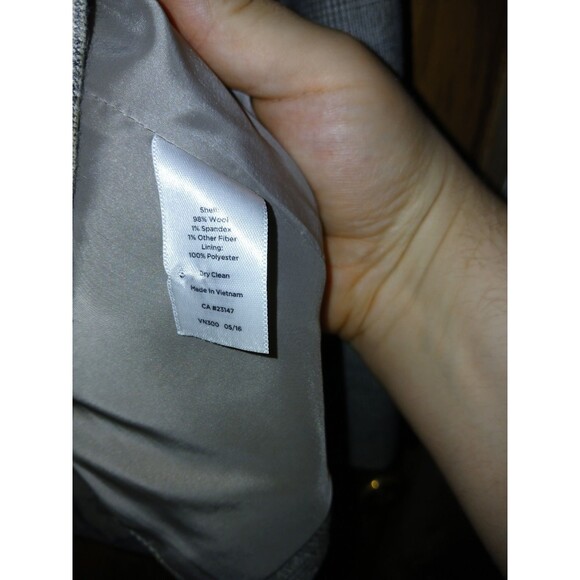 Shell:
98% Wool
1% Spandex
1% Other Fiber
Lining:
100% Polyester
Dry Clean
Made in Vietnam
CA #23147
VN300 05/16